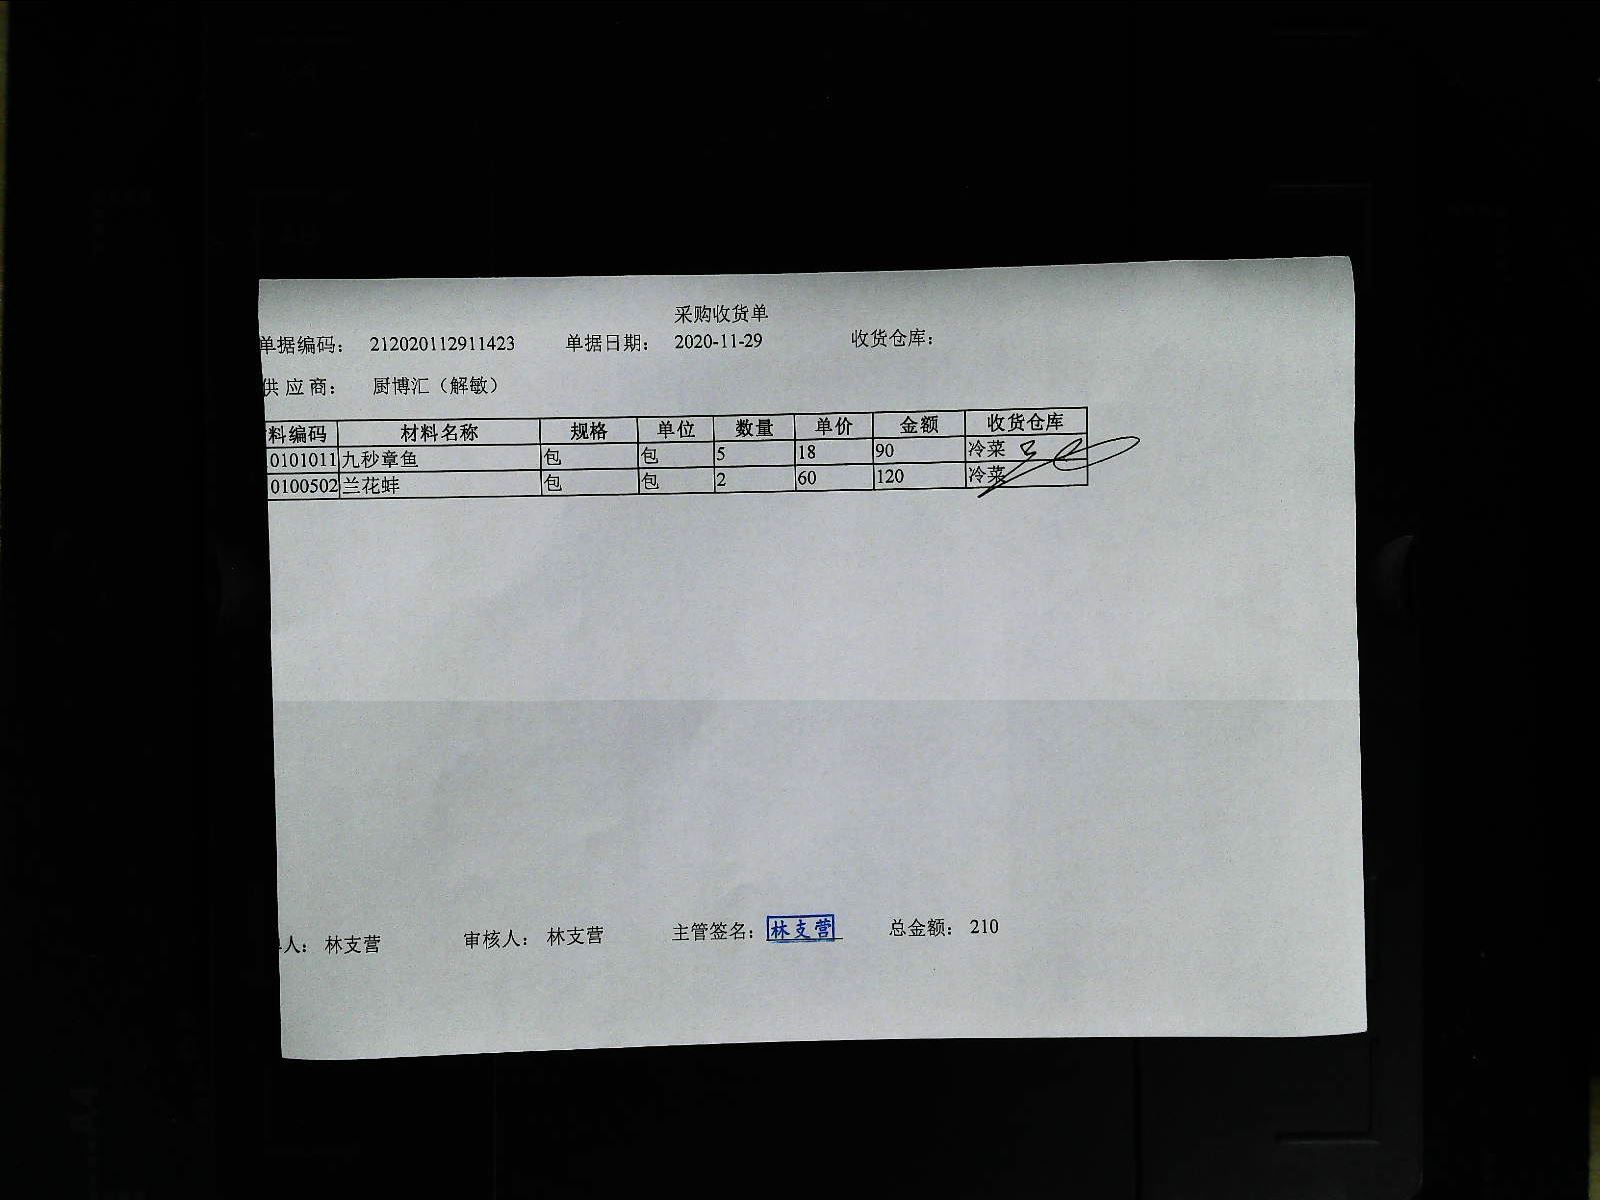 采购收货单
单据编码： 212020112911423 单据日期： 2020-11-29 收货仓库：
供应商： 厨博汇（解敏）
料编码 材料名称 规格 单位 数量 单价 金额 收货仓库
0101011 九秒章鱼 包 包 5 18 90 冷菜
0100502 兰花蚌 包 包 2 60 120 冷菜
人： 林支营 审核人： 林支营 主管签名： 林支营 总金额： 210